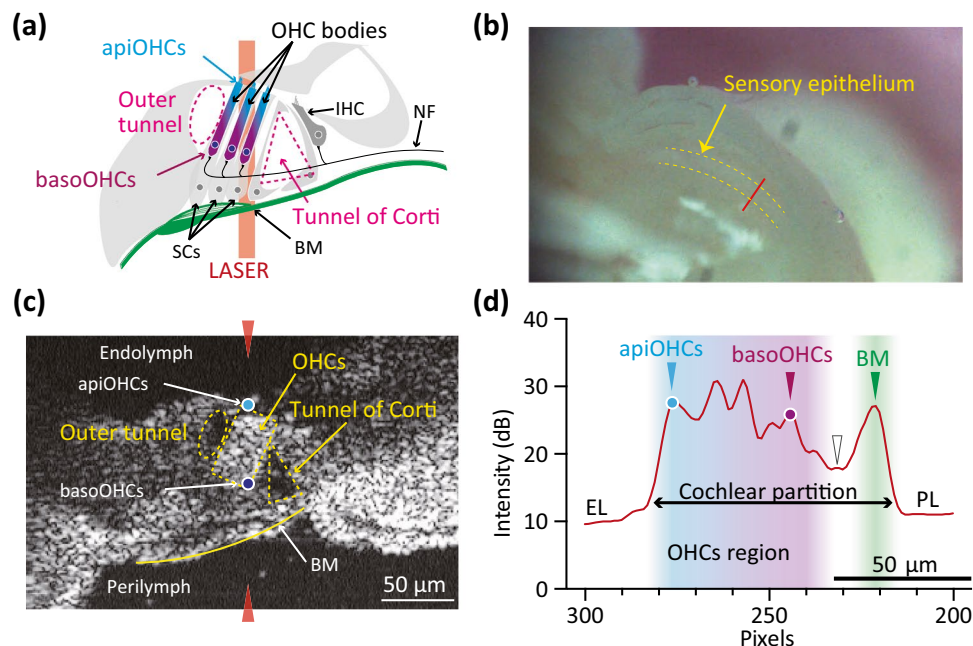 (a)
OHC bodies
apiOHCs
Outer
tunnel
IHC
NF
basoOHCs
Tunnel of Corti
SCs
BM
LASER
(b)
Sensory epithelium
(c)
Endolymph
OHCs
apiOHCs
Tunnel of Corti
Outer tunnel
basoOHCs
BM
Perilymph
50 µm
(d)
40
apiOHCs
basoOHCs
BM
30
Intensity (dB)
20
Cochlear partition
EL
PL
10
OHCs region
50 µm
0
300
250
200
Pixels